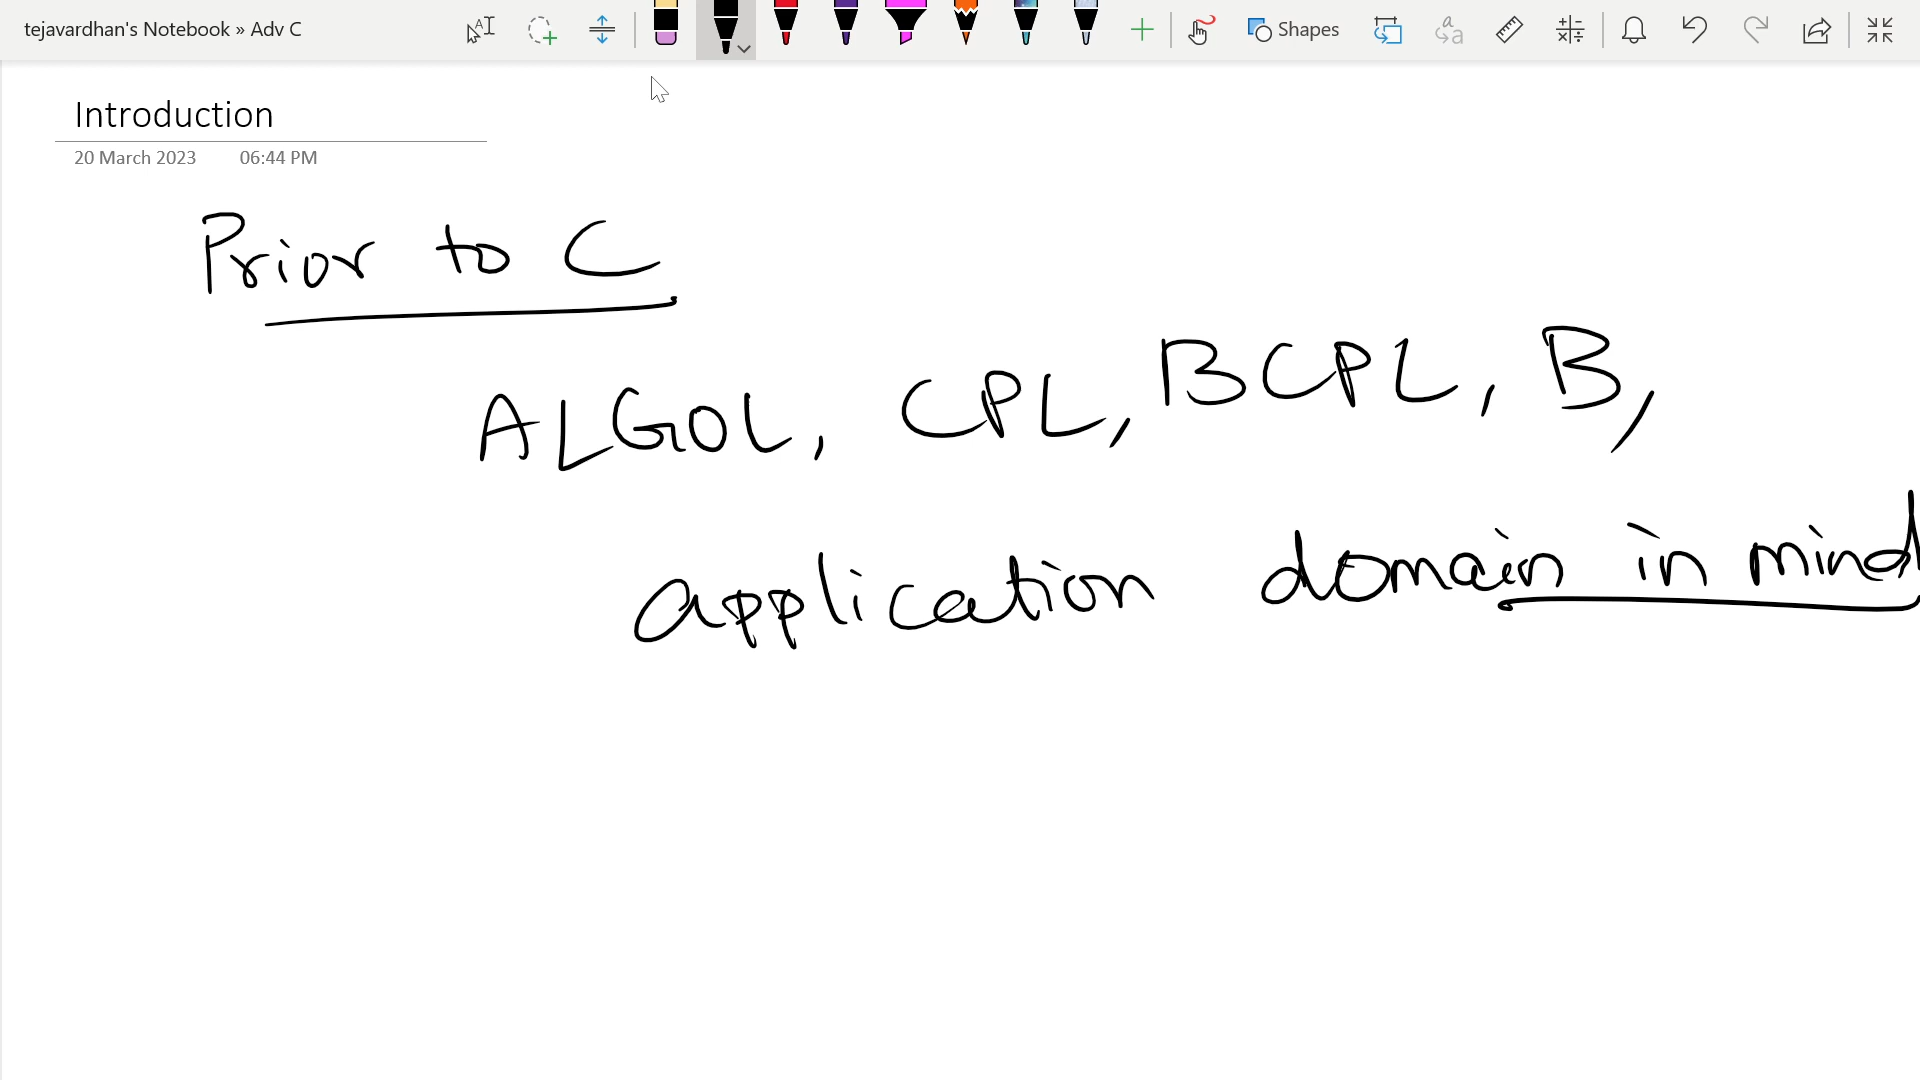 tejavardhan's Notebook » Adv C
Shapes
Introduction
20 March 2023 06:44 PM
Prior to C
ALGOL, CPL, BCPL, B,
application domain in mind